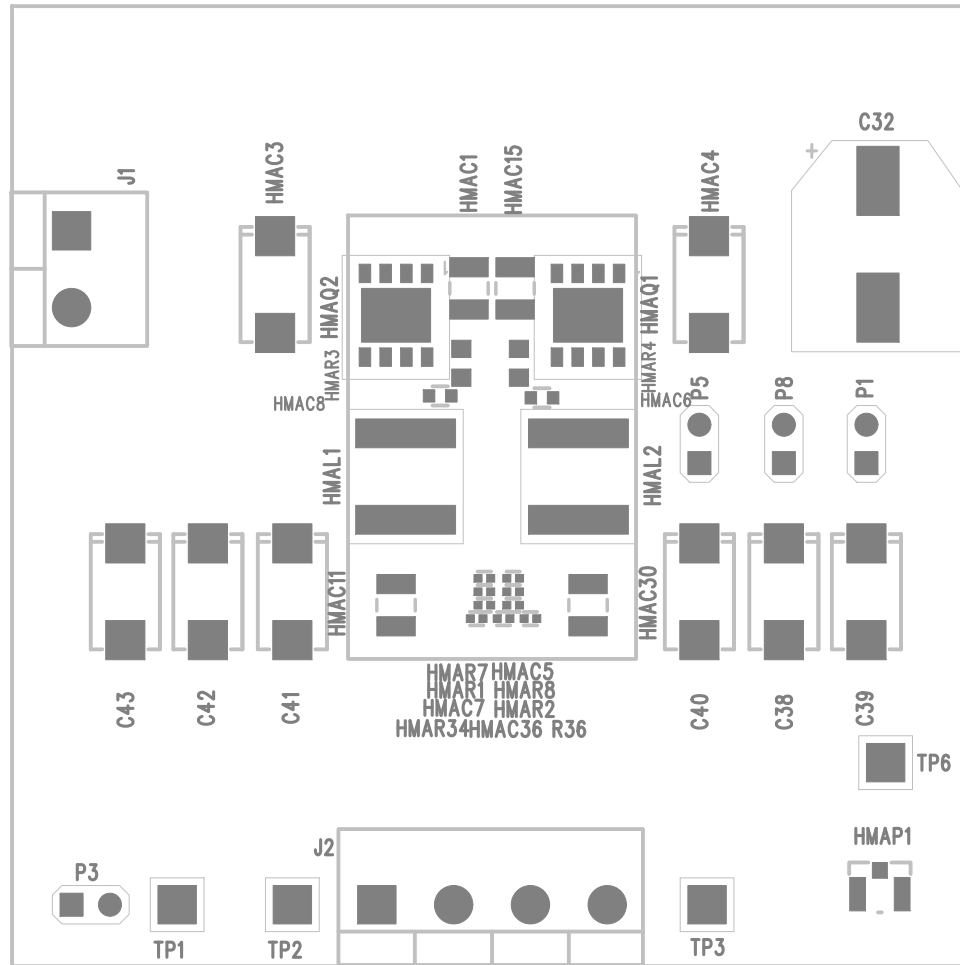 C32
+
J1
HMAC3
HMAC1
HMAC15
HMAC4
HMAQ2
HMAQ1
HMAR3
HMAR4
HMAC8
HMAC6
P5
P8
P1
HMAL1
HMAL2
HMAC11
HMAC30
HMAR7 HMAC5
HMAR1 HMAR8
HMAC7 HMAR2
HMAR34 HMAC36 R36
C43
C42
C41
C40
C38
C39
TP6
J2
HMAP1
P3
TP1
TP2
TP3